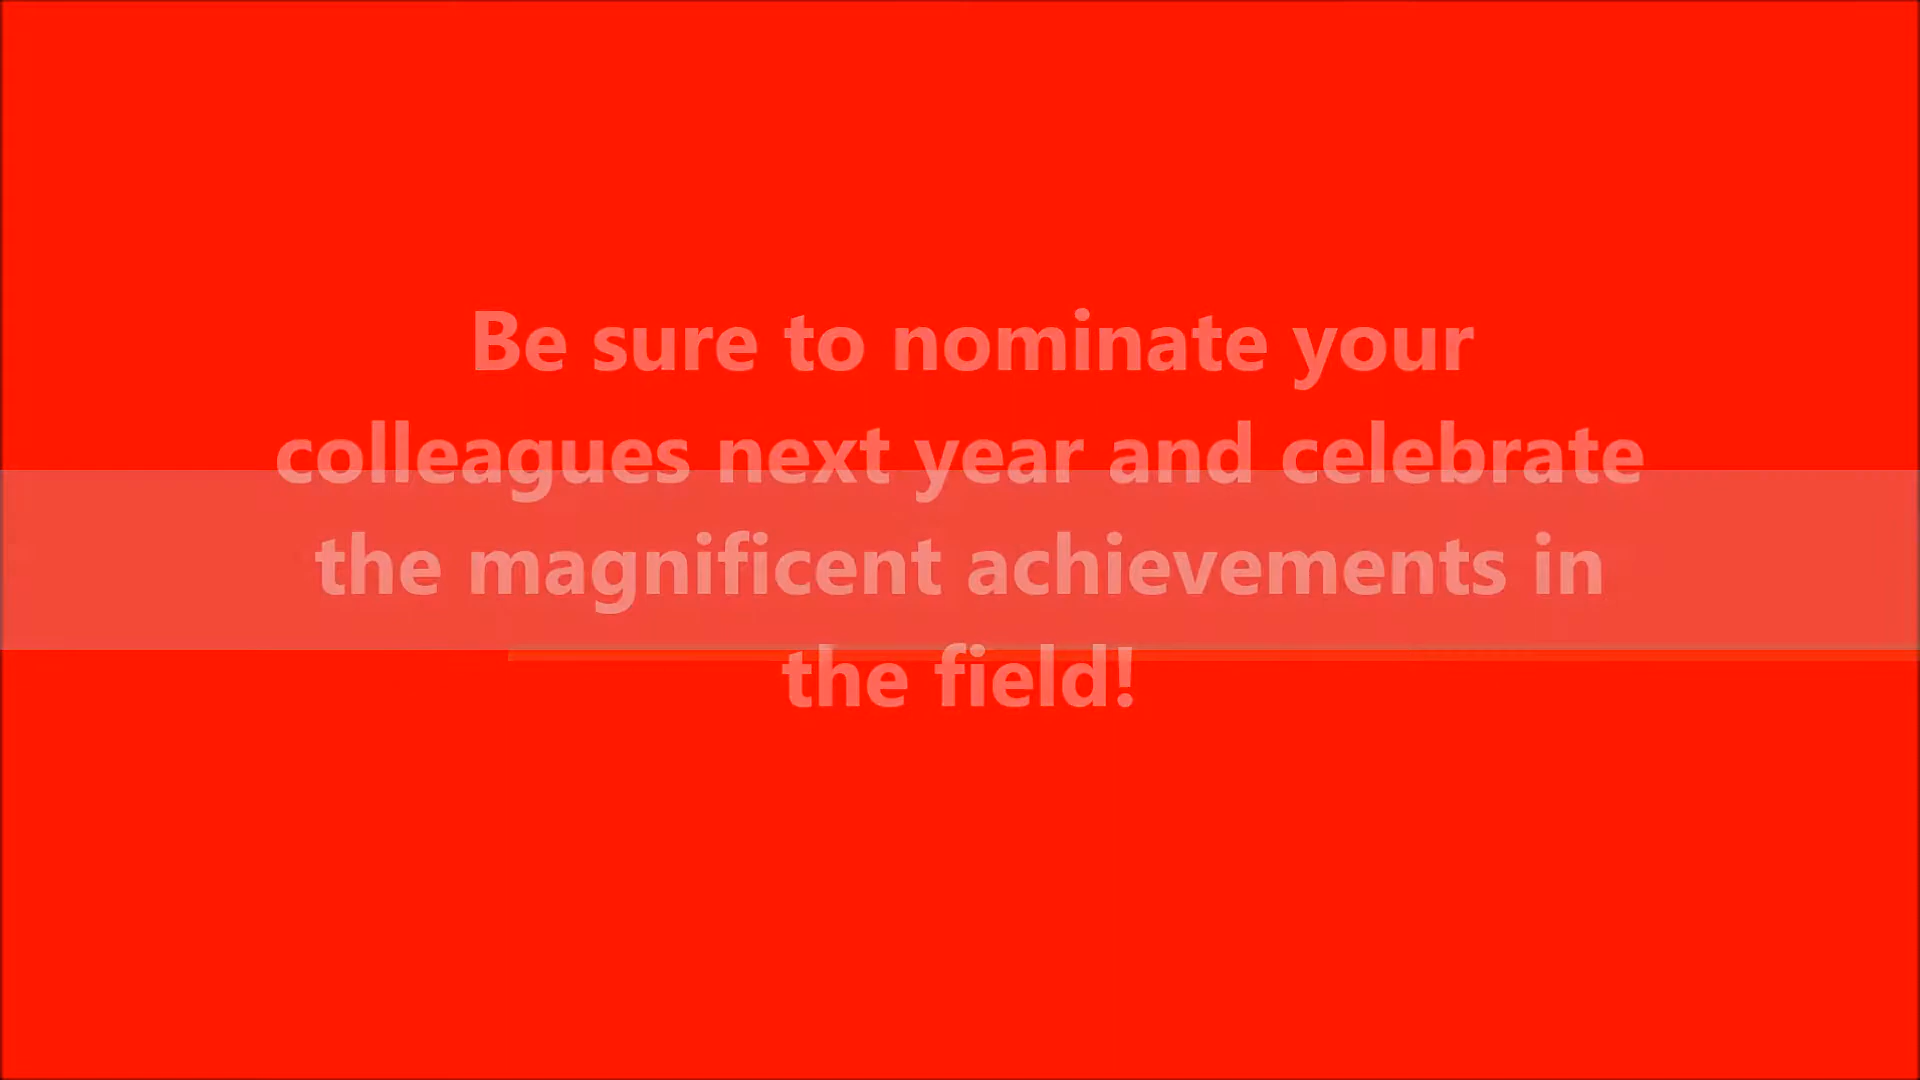 Be sure to nominate your
colleagues next year and celebrate
the magnificent achievements in
the field!